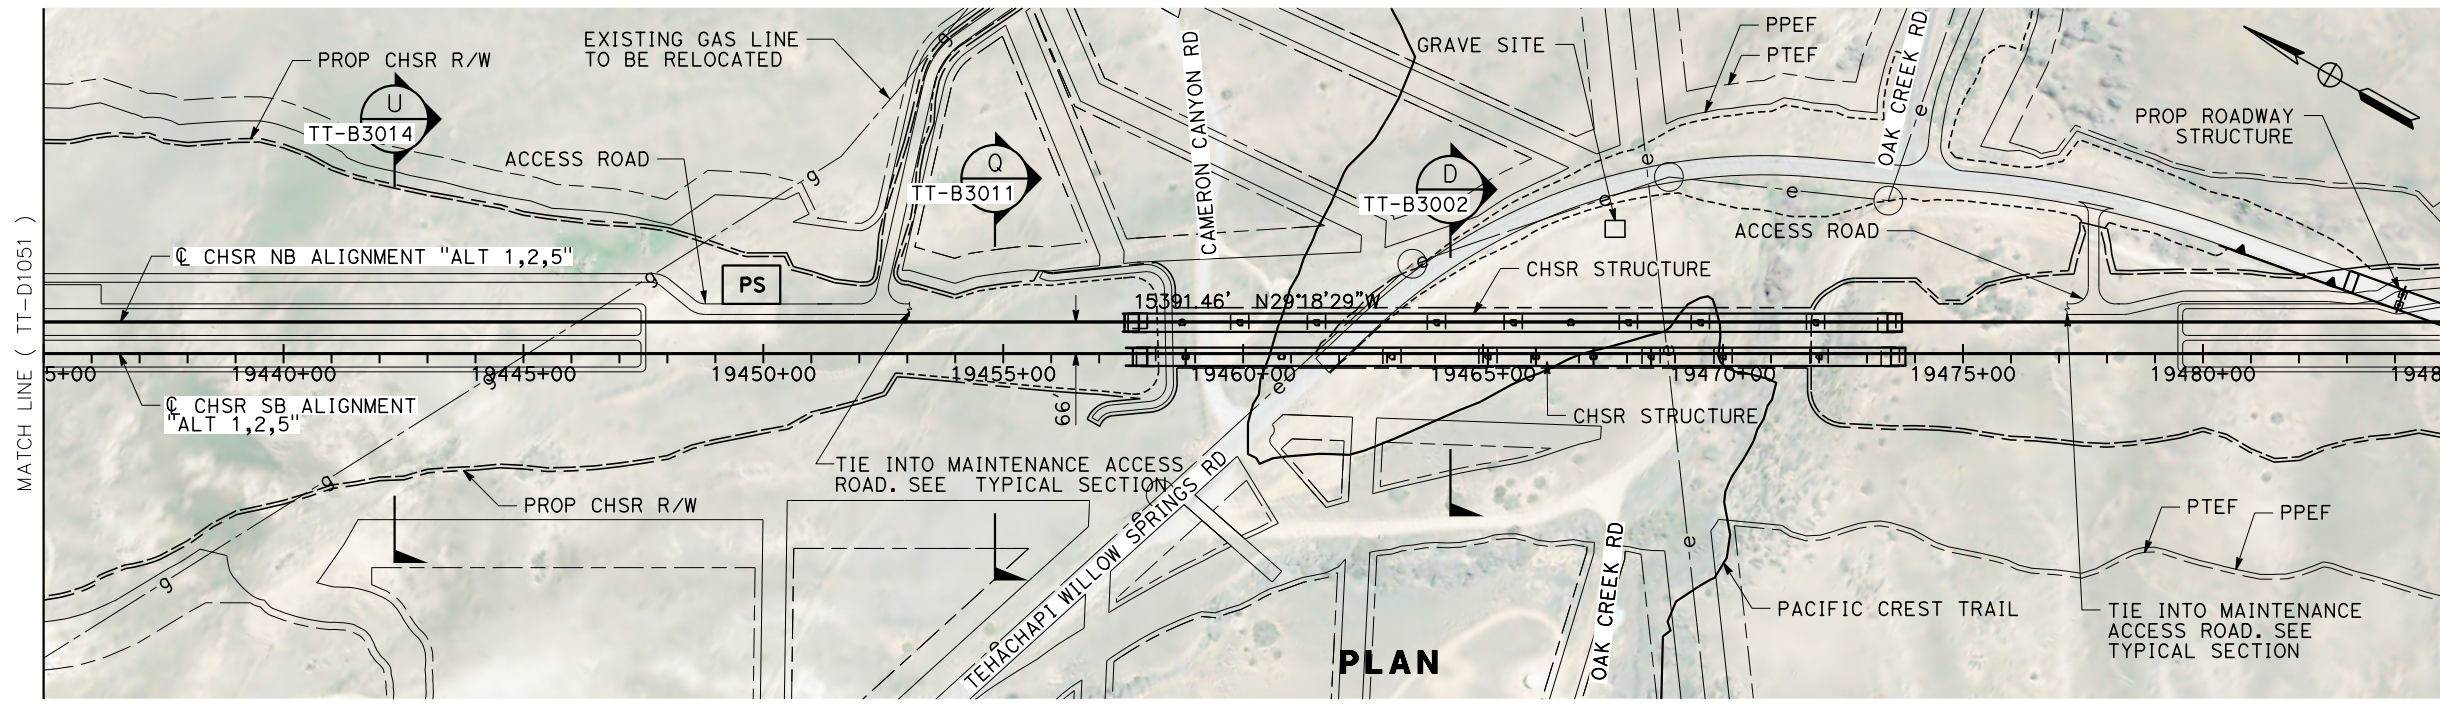 PROP CHSR R/W
U
TT-B3014
EXISTING GAS LINE
TO BE RELOCATED
ACCESS ROAD
g
g
g
g
g
g
Q
TT-B3011
CAMERON CANYON RD
GRAVE SITE
D
TT-B3002
PPEF
PTEF
OAK CREEK RD
e
e
e
e
e
PROP ROADWAY
STRUCTURE
ACCESS ROAD
MATCH LINE ( TT-D1051 )
℄ CHSR NB ALIGNMENT "ALT 1,2,5"
PS
15391.46' N29°18'29"W
CHSR STRUCTURE
PS
5+00
19440+00
19445+00
19450+00
19455+00
19460+00
19465+00
19470+00
19475+00
19480+00
1948
℄ CHSR SB ALIGNMENT
"ALT 1,2,5"
66'
e
e
CHSR STRUCTURE
TIE INTO MAINTENANCE ACCESS
ROAD. SEE TYPICAL SECTION
PROP CHSR R/W
TEHACHAPI WILLOW SPRINGS RD
e
e
e
OAK CREEK RD
PTEF
PPEF
PACIFIC CREST TRAIL
TIE INTO MAINTENANCE
ACCESS ROAD. SEE
TYPICAL SECTION
PLAN